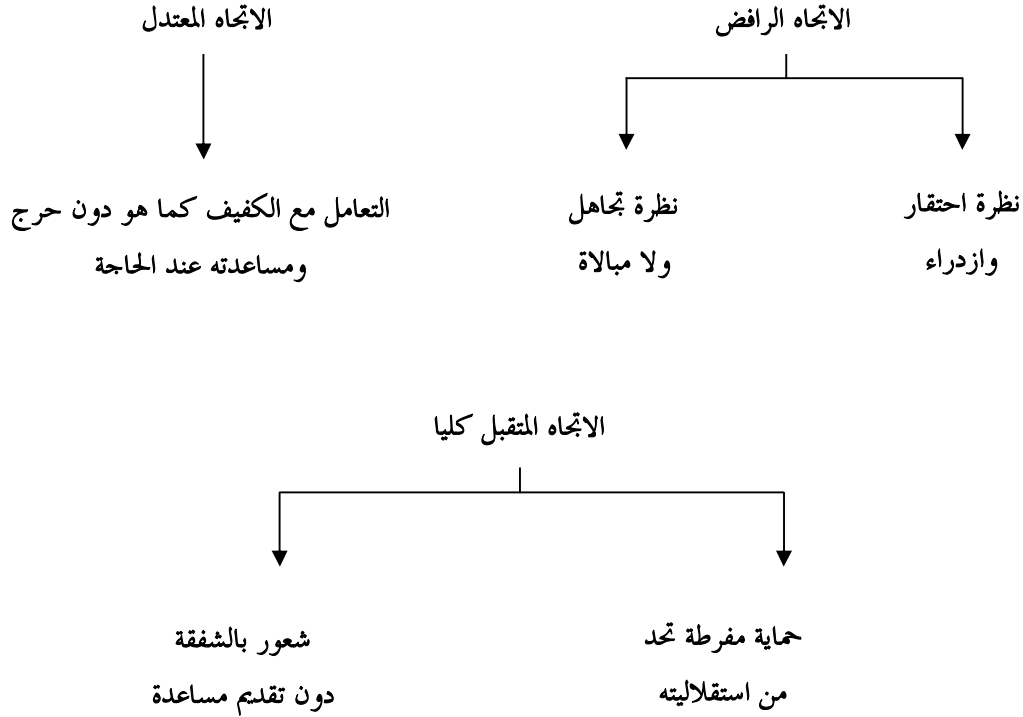 الاتجاه الرافض
نظرة احتقار
وازدراء
نظرة تجاهل
ولا مبالاة
الاتجاه المعتدل
التعامل مع الكفيف كما هو دون حرج
ومساعدته عند الحاجة
الاتجاه المتقبل كليا
حماية مفرطة تحد
من استقلاليته
شعور بالشفقة
دون تقديم مساعدة